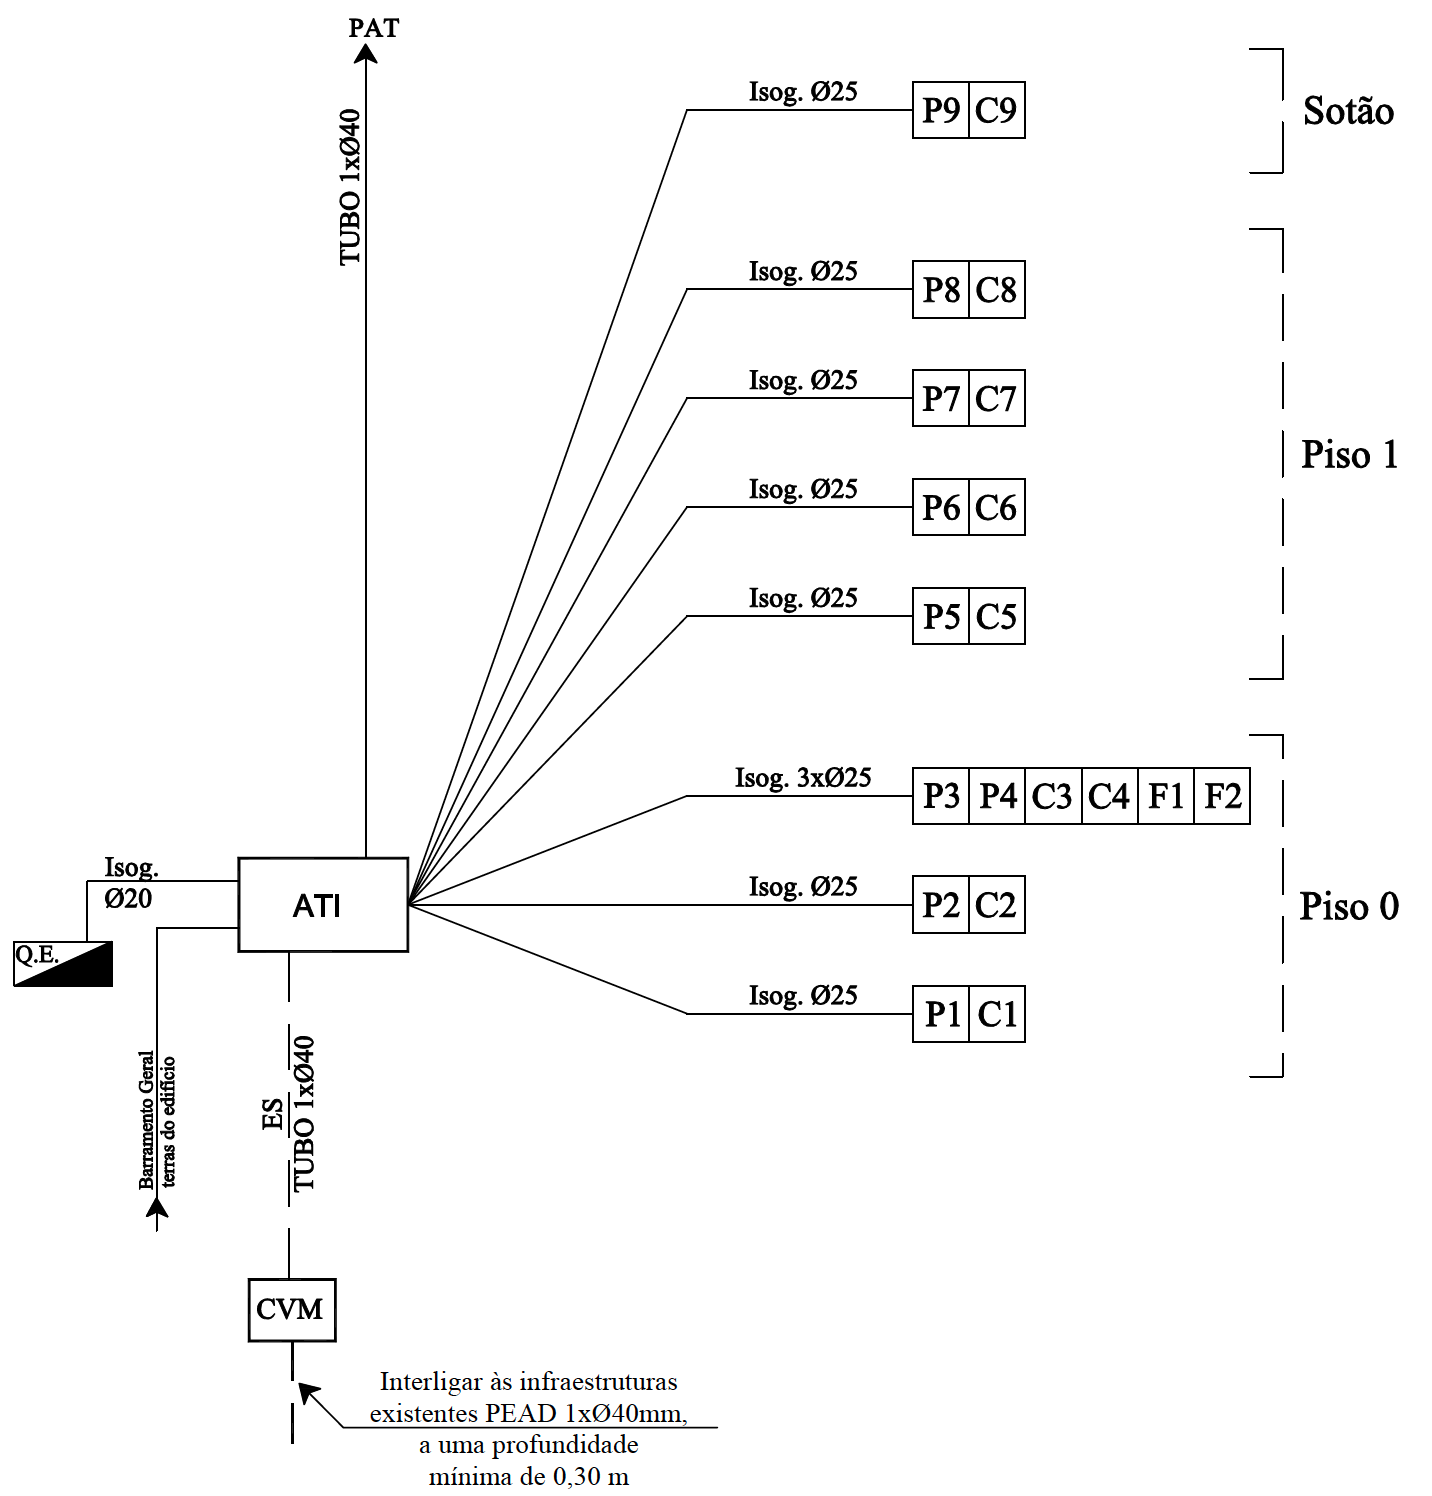 PAT
TUBO 1xØ40
Isog. Ø25
P9 C9
Sotão
Isog. Ø25
P8 C8
Isog. Ø25
P7 C7
Piso 1
Isog. Ø25
P6 C6
Isog. Ø25
P5 C5
Isog. 3xØ25
P3 P4 C3 C4 F1 F2
Isog.
Ø20
ATI
Isog. Ø25
P2 C2
Piso 0
Q.E.
Isog. Ø25
P1 C1
Barramento Geral
terras do edifício
ES
TUBO 1xØ40
CVM
Interligar às infraestruturas
existentes PEAD 1xØ40mm,
a uma profundidade
mínima de 0,30 m